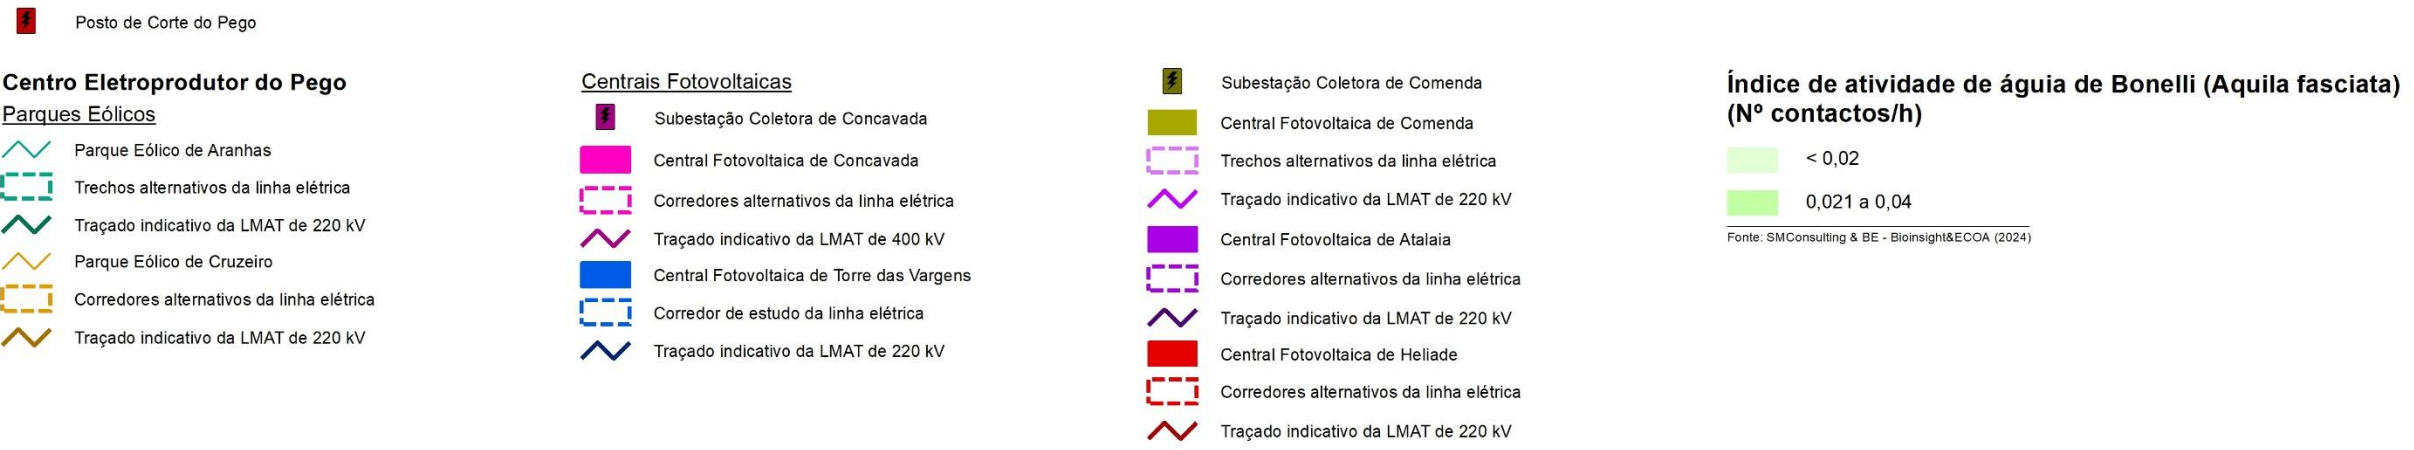 Posto de Corte do Pego
Centro Eletroprodutor do Pego
Parques Eólicos
Parque Eólico de Aranhas
Trechos alternativos da linha elétrica
Traçado indicativo da LMAT de 220 kV
Parque Eólico de Cruzeiro
Corredores alternativos da linha elétrica
Traçado indicativo da LMAT de 220 kV
Centrais Fotovoltaicas
Subestação Coletora de Concavada
Central Fotovoltaica de Concavada
Corredores alternativos da linha elétrica
Traçado indicativo da LMAT de 400 kV
Central Fotovoltaica de Torre das Vargens
Corredor de estudo da linha elétrica
Traçado indicativo da LMAT de 220 kV
Subestação Coletora de Comenda
Central Fotovoltaica de Comenda
Trechos alternativos da linha elétrica
Traçado indicativo da LMAT de 220 kV
Central Fotovoltaica de Atalaia
Corredores alternativos da linha elétrica
Traçado indicativo da LMAT de 220 kV
Central Fotovoltaica de Heliade
Corredores alternativos da linha elétrica
Traçado indicativo da LMAT de 220 kV
Índice de atividade de águia de Bonelli (Aquila fasciata)
(Nº contactos/h)
< 0,02
0,021 a 0,04
Fonte: SMConsulting & BE - Bioinsight&ECOA (2024)